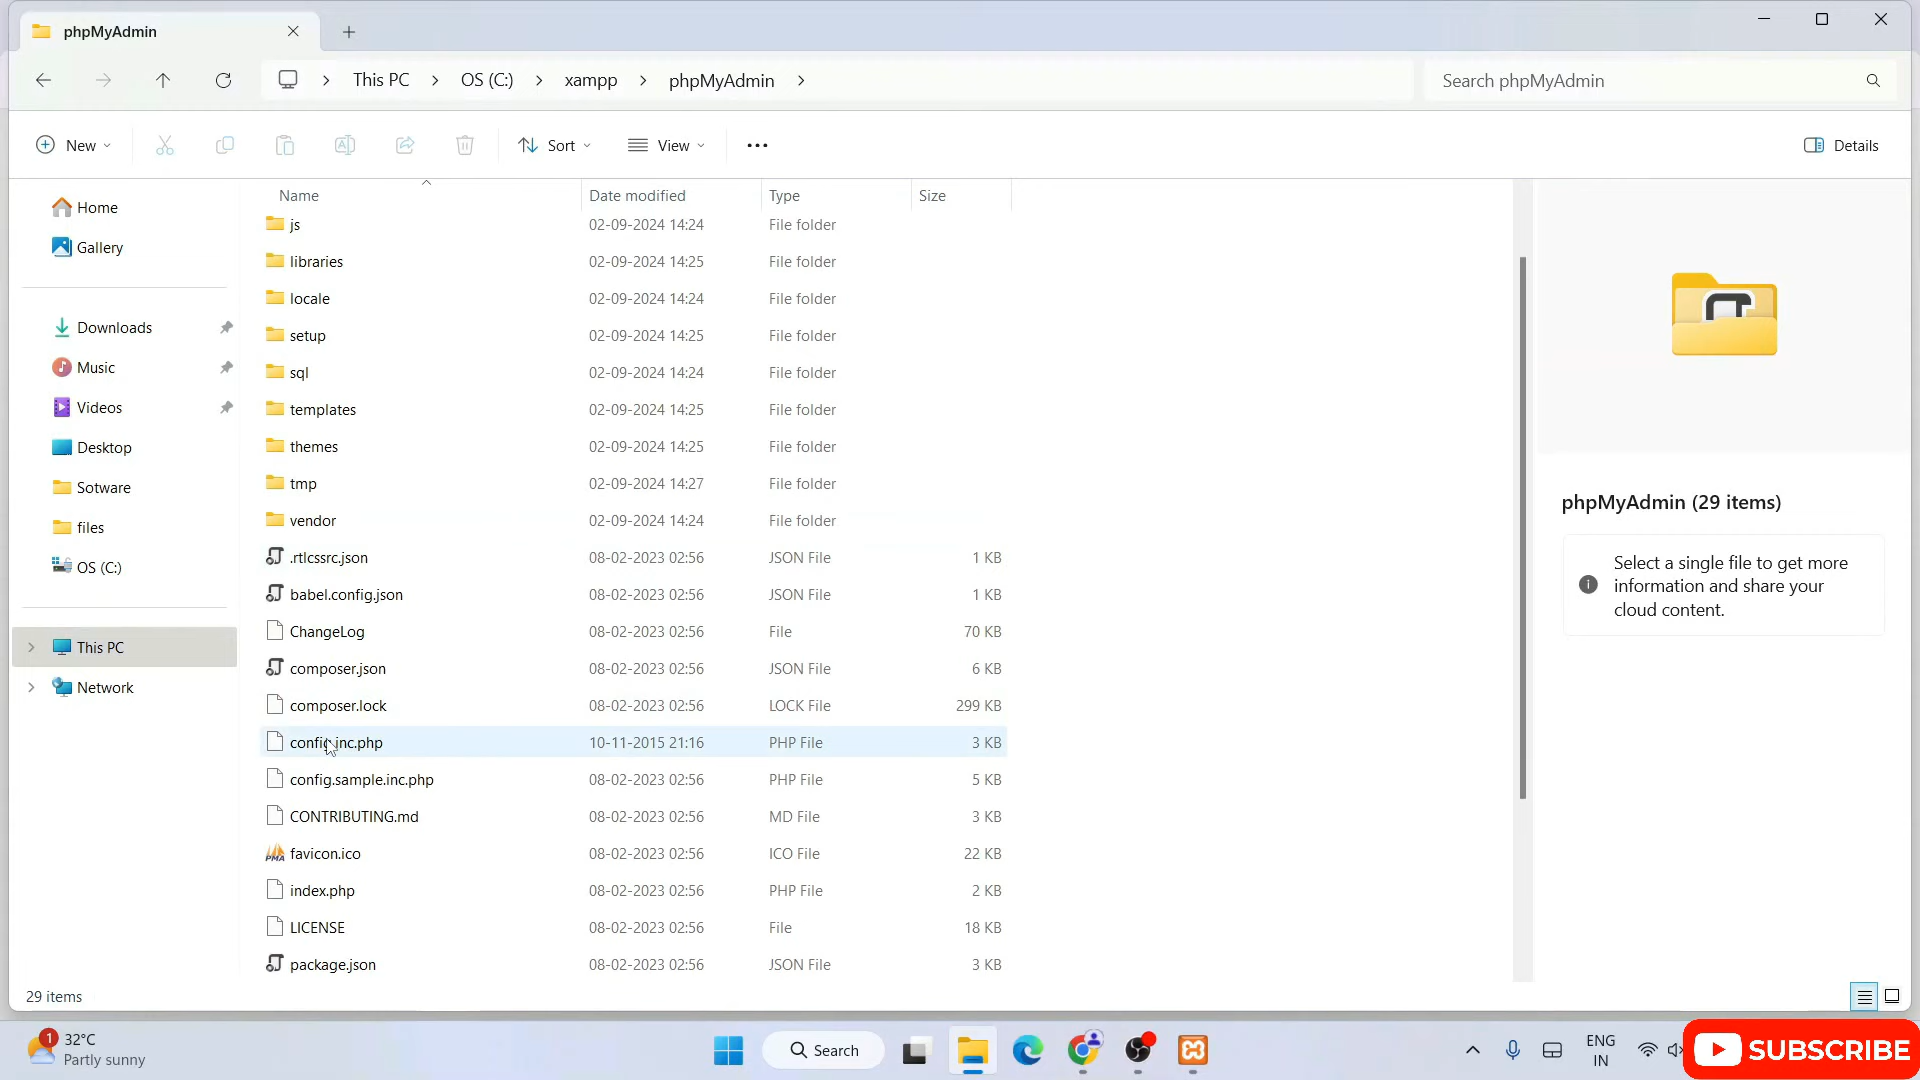 phpMyAdmin
This PC
OS (C:)
xampp
phpMyAdmin
Search phpMyAdmin
New
Sort
View
Details
Name
Date modified
Type
Size
Home
Gallery
Downloads
Music
Videos
Desktop
Sotware
files
OS (C:)
This PC
Network
js 02-09-2024 14:24 File folder
libraries 02-09-2024 14:25 File folder
locale 02-09-2024 14:24 File folder
setup 02-09-2024 14:25 File folder
sql 02-09-2024 14:24 File folder
templates 02-09-2024 14:25 File folder
themes 02-09-2024 14:25 File folder
tmp 02-09-2024 14:27 File folder
vendor 02-09-2024 14:24 File folder
.rtlcssrc.json 08-02-2023 02:56 JSON File 1 KB
babel.config.json 08-02-2023 02:56 JSON File 1 KB
ChangeLog 08-02-2023 02:56 File 70 KB
composer.json 08-02-2023 02:56 JSON File 6 KB
composer.lock 08-02-2023 02:56 LOCK File 299 KB
config.inc.php 10-11-2015 21:16 PHP File 3 KB
config.sample.inc.php 08-02-2023 02:56 PHP File 5 KB
CONTRIBUTING.md 08-02-2023 02:56 MD File 3 KB
favicon.ico 08-02-2023 02:56 ICO File 22 KB
index.php 08-02-2023 02:56 PHP File 2 KB
LICENSE 08-02-2023 02:56 File 18 KB
package.json 08-02-2023 02:56 JSON File 3 KB
phpMyAdmin (29 items)
Select a single file to get more
information and share your
cloud content.
29 items
1
32°C
Partly sunny
Search
PMA
ENG
IN
SUBSCRIBE